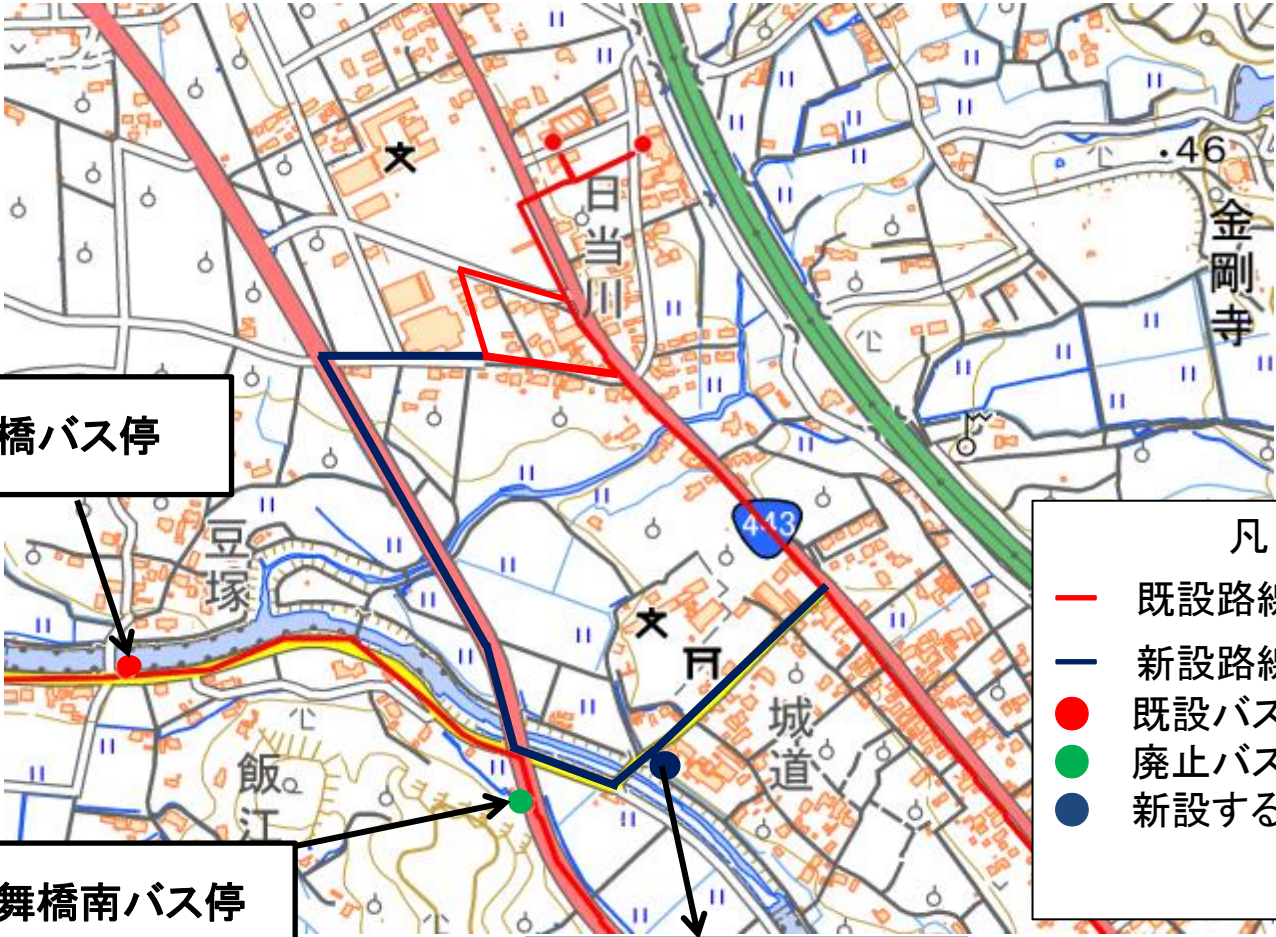 ・46
金剛寺
日当川
橋バス停
443
豆塚
凡
既設路線
新設路線
既設バス
廃止バス
新設する
城道
飯江
舞橋南バス停